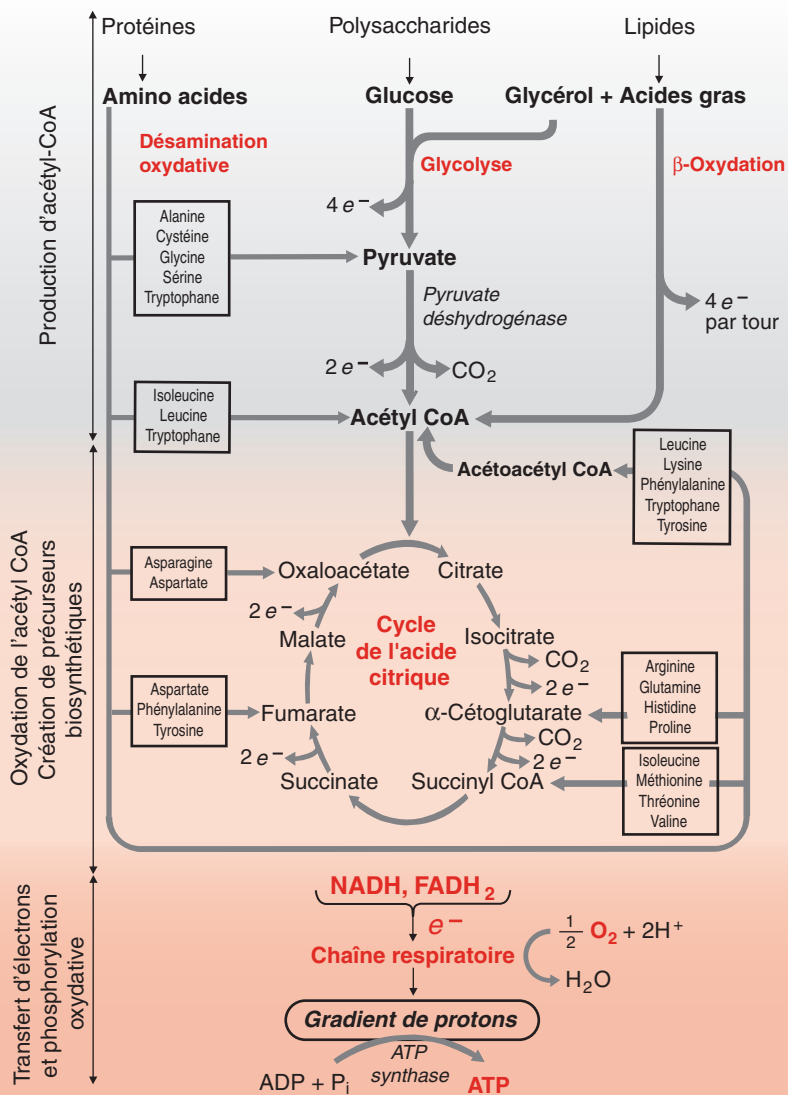 Protéines
Polysaccharides
Lipides
Amino acides
Glucose
Glycérol + Acides gras
Production d'acétyl-CoA
Désamination
oxydative
Glycolyse
β-Oxydation
4 e–
Alanine
Cystéine
Glycine
Sérine
Tryptophane
Pyruvate
Pyruvate
déshydrogénase
4 e–
par tour
2 e–
CO2
Isoleucine
Leucine
Tryptophane
Acétyl CoA
Acétoacétyl CoA
Leucine
Lysine
Phénylalanine
Tryptophane
Tyrosine
Oxydation de l'acétyl CoA
Création de précurseurs
biosynthétiques
Asparagine
Aspartate
Oxaloacétate
Citrate
2 e–
Malate
Cycle
de l'acide
citrique
Isocitrate
CO2
2 e–
Aspartate
Phénylalanine
Tyrosine
Fumarate
α-Cétoglutarate
Arginine
Glutamine
Histidine
Proline
2 e–
CO2
2 e–
Succinate
Succinyl CoA
Isoleucine
Méthionine
Thréonine
Valine
Transfert d'électrons
et phosphorylation
oxydative
NADH, FADH2
e–
Chaîne respiratoire
1/2 O2 + 2H+
H2O
Gradient de protons
ATP
synthase
ADP + Pi
ATP